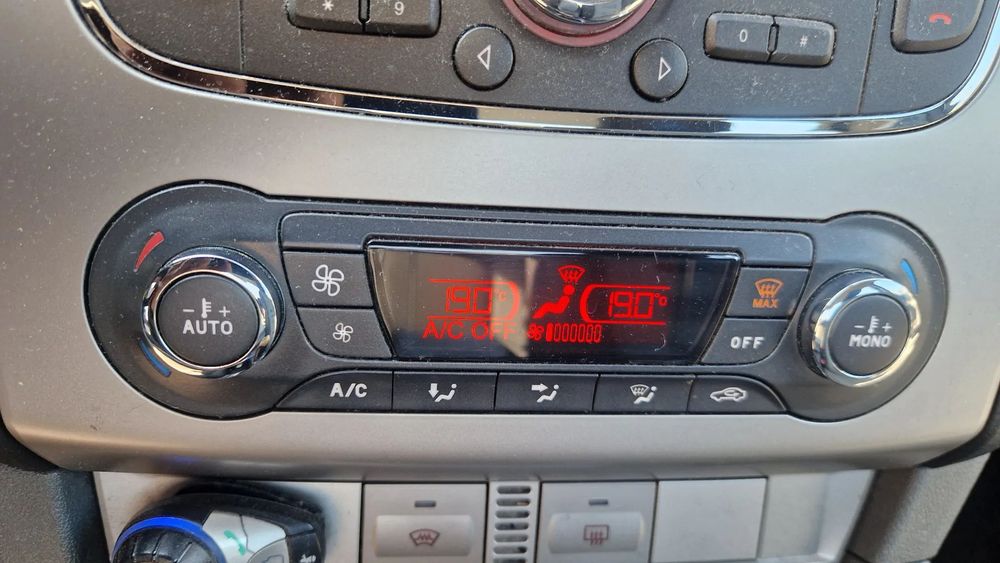 * 9
0 #
19.0°C 19.0°
A/C OFF
- +
AUTO
MAX
OFF
- +
MONO
A/C